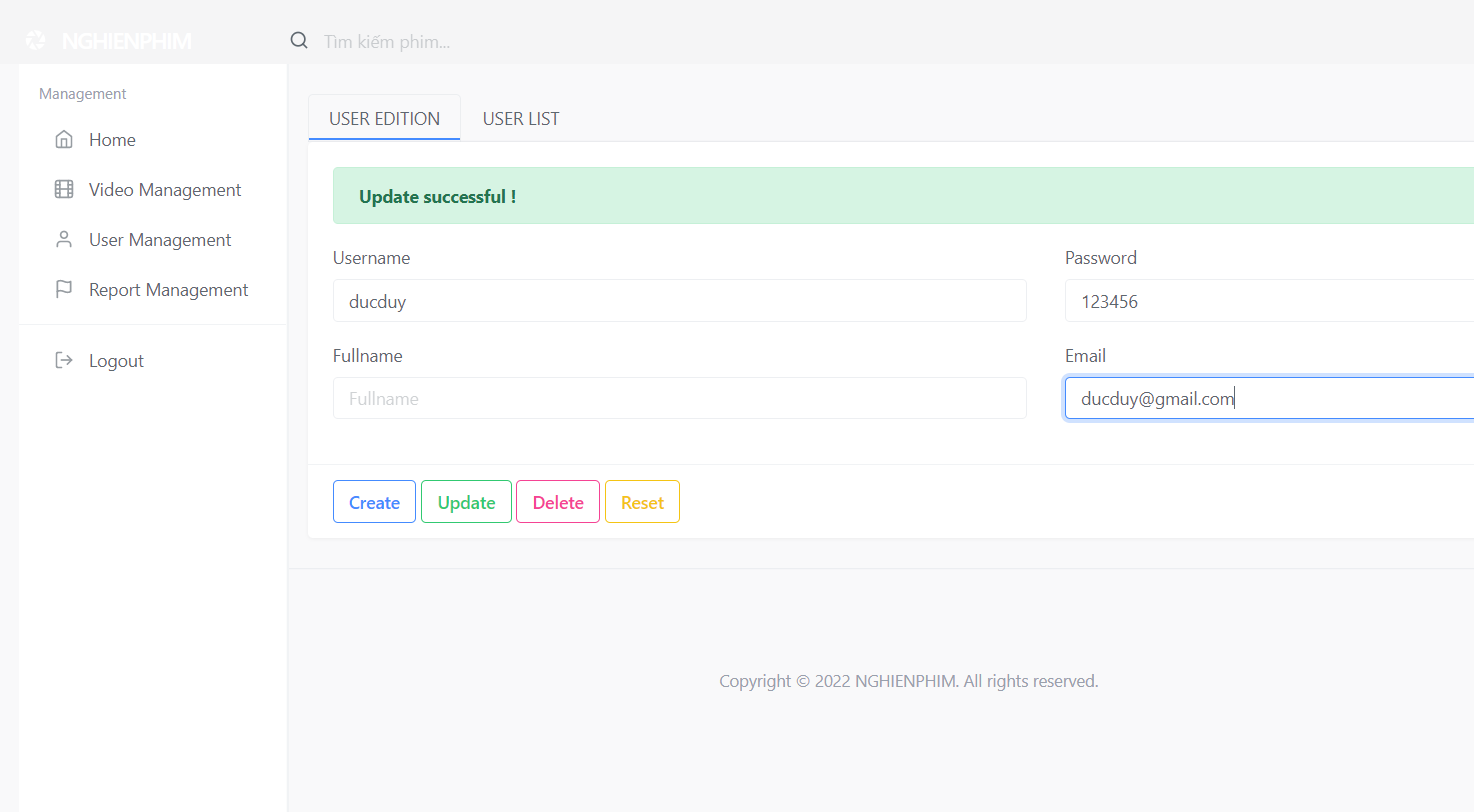 NGHIENPHIM
Tìm kiếm phim...
Management
Home
Video Management
User Management
Report Management
Logout
USER EDITION
USER LIST
Update successful !
Username
Password
ducduy
123456
Fullname
Email
Fullname
ducduy@gmail.com
Create
Update
Delete
Reset
Copyright © 2022 NGHIENPHIM. All rights reserved.